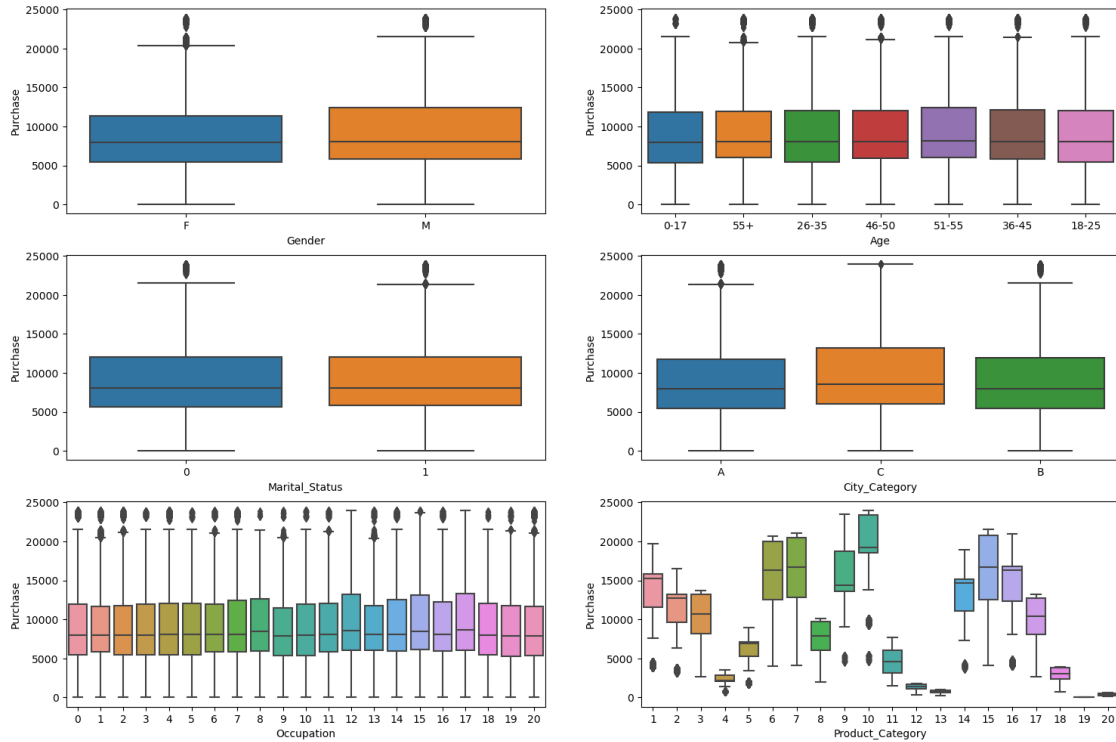 25000
20000
15000
10000
5000
0
Purchase
F M
Gender
25000
20000
15000
10000
5000
0
Purchase
0-17 55+ 26-35 46-50 51-55 36-45 18-25
Age
25000
20000
15000
10000
5000
0
Purchase
0 1
Marital_Status
25000
20000
15000
10000
5000
0
Purchase
A C B
City_Category
25000
20000
15000
10000
5000
0
Purchase
0 1 2 3 4 5 6 7 8 9 10 11 12 13 14 15 16 17 18 19 20
Occupation
25000
20000
15000
10000
5000
0
Purchase
1 2 3 4 5 6 7 8 9 10 11 12 13 14 15 16 17 18 19 20
Product_Category